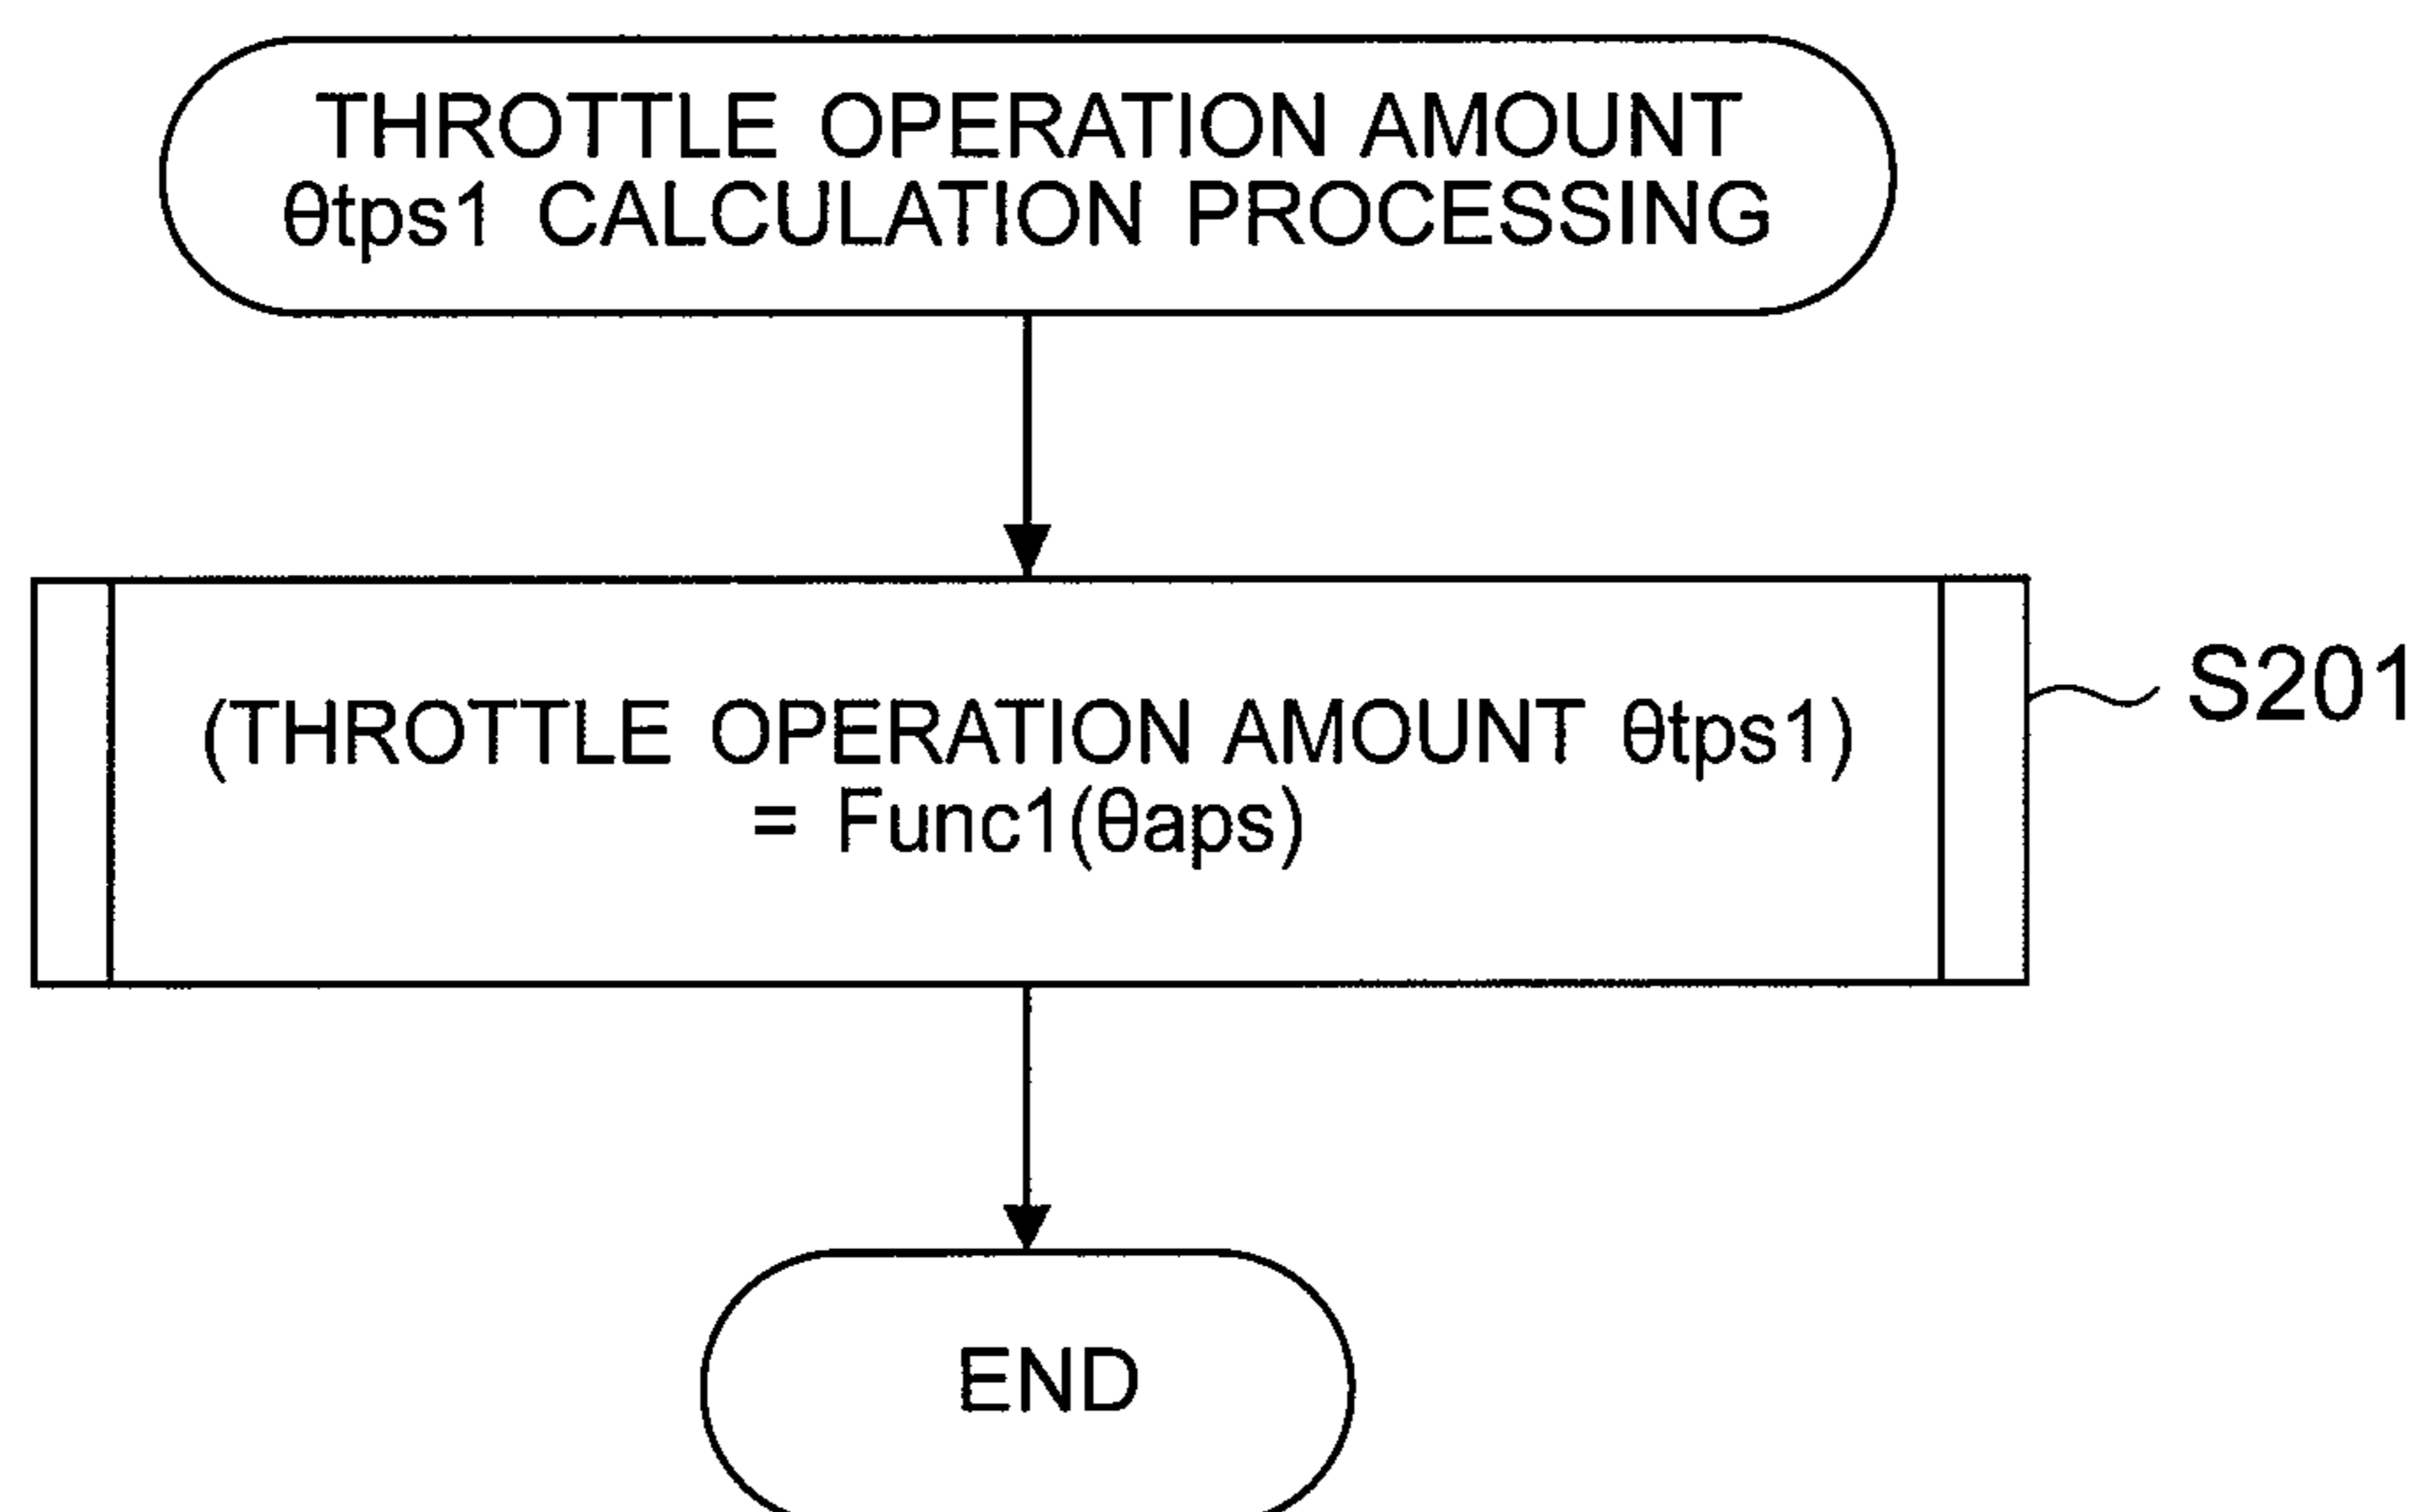 THROTTLE OPERATION AMOUNT
θtps1 CALCULATION PROCESSING
(THROTTLE OPERATION AMOUNT θtps1)
= Func1(θaps)
S201
END